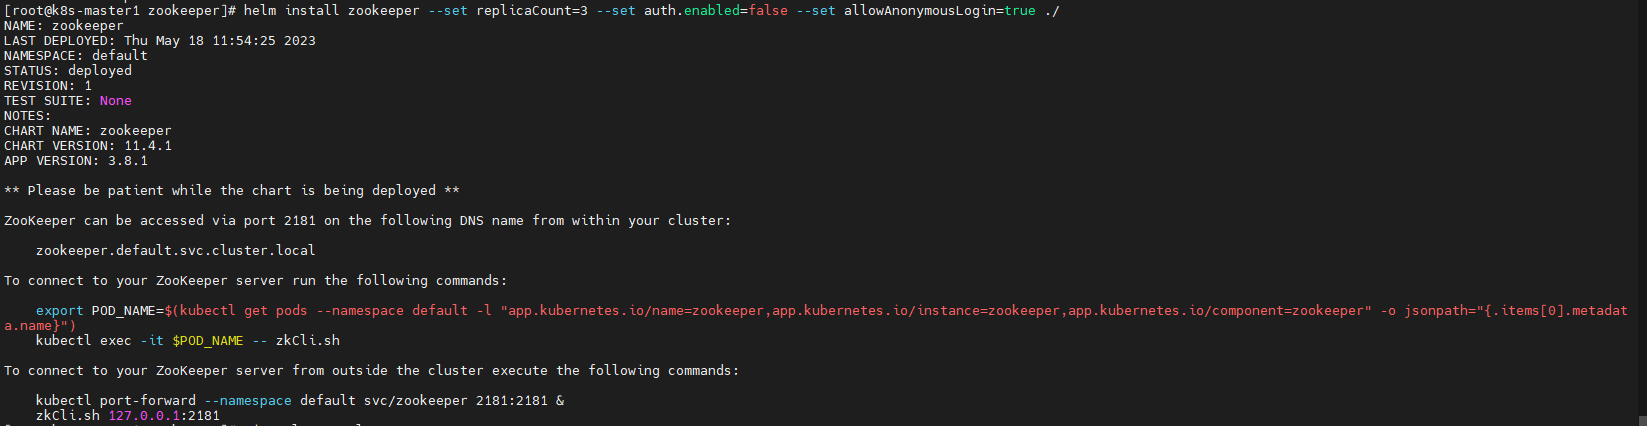 [root@k8s-master1 zookeeper]# helm install zookeeper --set replicaCount=3 --set auth.enabled=false --set allowAnonymousLogin=true ./
NAME: zookeeper
LAST DEPLOYED: Thu May 18 11:54:25 2023
NAMESPACE: default
STATUS: deployed
REVISION: 1
TEST SUITE: None
NOTES:
CHART NAME: zookeeper
CHART VERSION: 11.4.1
APP VERSION: 3.8.1
** Please be patient while the chart is being deployed **
ZooKeeper can be accessed via port 2181 on the following DNS name from within your cluster:
zookeeper.default.svc.cluster.local
To connect to your ZooKeeper server run the following commands:
export POD_NAME=$(kubectl get pods --namespace default -l "app.kubernetes.io/name=zookeeper,app.kubernetes.io/instance=zookeeper,app.kubernetes.io/component=zookeeper" -o jsonpath="{.items[0].metadat
a.name}")
kubectl exec -it $POD_NAME -- zkCli.sh
To connect to your ZooKeeper server from outside the cluster execute the following commands:
kubectl port-forward --namespace default svc/zookeeper 2181:2181 &
zkCli.sh 127.0.0.1:2181